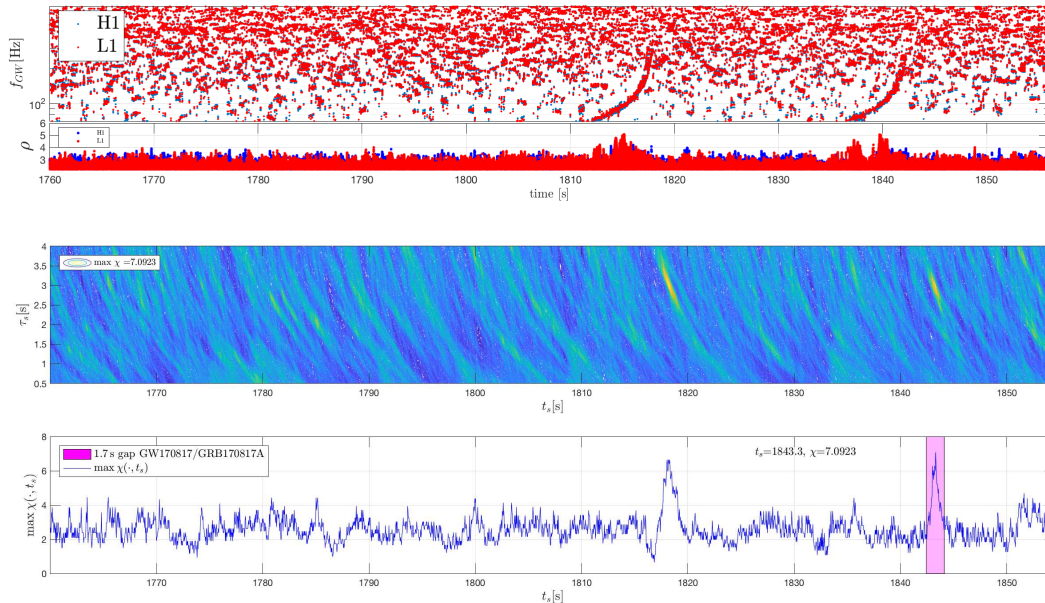 H1
L1
f_GW[Hz]
10^2
6
5
4
3
ρ
H1
L1
1760 1770 1780 1790 1800 1810 1820 1830 1840 1850
time [s]
4
3.5
3
2.5
2
1.5
1
0.5
τ_s[s]
max χ =7.0923
1770 1780 1790 1800 1810 1820 1830 1840 1850
t_s[s]
8
6
4
2
0
max χ(·, t_s)
1.7 s gap GW170817/GRB170817A
max χ(·, t_s)
t_s=1843.3, χ=7.0923
1770 1780 1790 1800 1810 1820 1830 1840 1850
t_s[s]